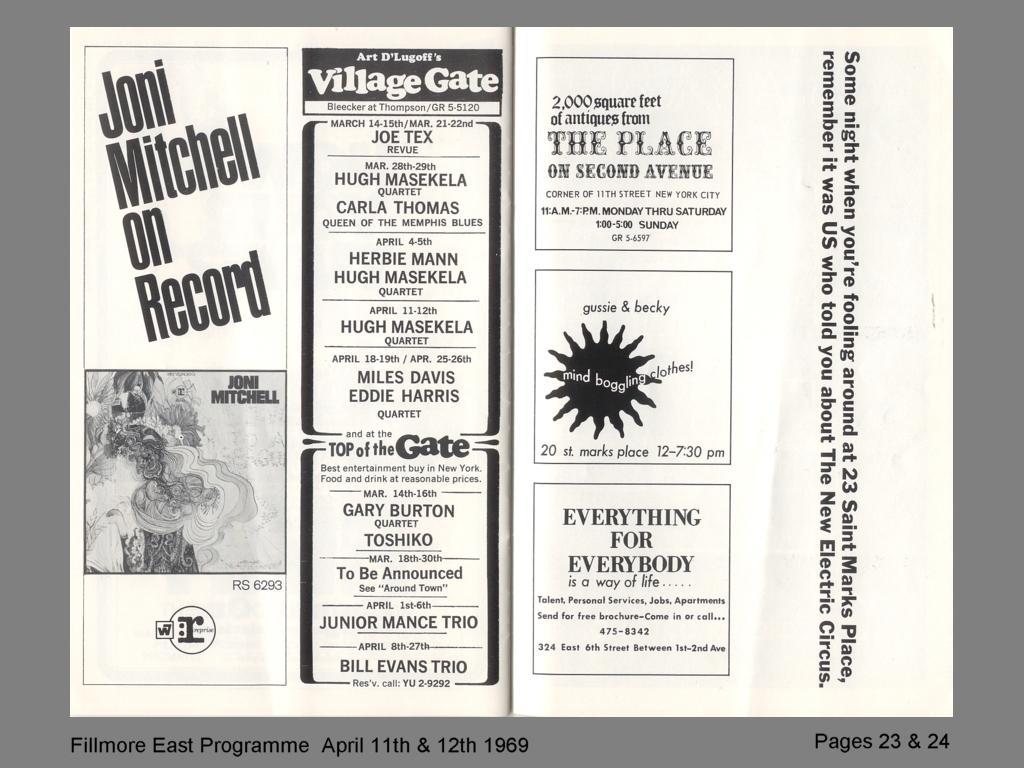 Joni
Mitchell
on
Record
JONI
MITCHELL
RS 6293
W7
r
reprise
Art D'Lugoff's
Village Gate
Bleecker at Thompson/GR 5-5120
MARCH 14-15th/MAR. 21-22nd
JOE TEX
REVUE
MAR. 28th-29th
HUGH MASEKELA
QUARTET
CARLA THOMAS
QUEEN OF THE MEMPHIS BLUES
APRIL 4-5th
HERBIE MANN
HUGH MASEKELA
QUARTET
APRIL 11-12th
HUGH MASEKELA
QUARTET
APRIL 18-19th / APR. 25-26th
MILES DAVIS
EDDIE HARRIS
QUARTET
and at the
TOP of the Gate
Best entertainment buy in New York.
Food and drink at reasonable prices.
MAR. 14th-16th
GARY BURTON
QUARTET
TOSHIKO
MAR. 18th-30th
To Be Announced
See "Around Town"
APRIL 1st-6th
JUNIOR MANCE TRIO
APRIL 8th-27th
BILL EVANS TRIO
Res'v. call: YU 2-9292
2,000 square feet
of antiques from
THE PLACE
ON SECOND AVENUE
CORNER OF 11TH STREET NEW YORK CITY
11:A.M.-7:P.M. MONDAY THRU SATURDAY
1:00-5:00 SUNDAY
GR 5-6597
gussie & becky
mind boggling clothes!
20 st. marks place 12-7:30 pm
EVERYTHING
FOR
EVERYBODY
is a way of life.....
Talent, Personal Services, Jobs, Apartments
Send for free brochure-Come in or call...
475-8342
324 East 6th Street Between 1st-2nd Ave
Some night when you're fooling around at 23 Saint Marks Place,
remember it was US who told you about The New Electric Circus.
Fillmore East Programme April 11th & 12th 1969
Pages 23 & 24